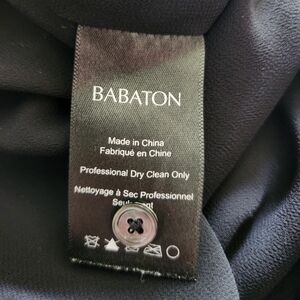 BABATON
Made in China
Fabriqué en Chine
Professional Dry Clean Only
Nettoyage à Sec Professionnel